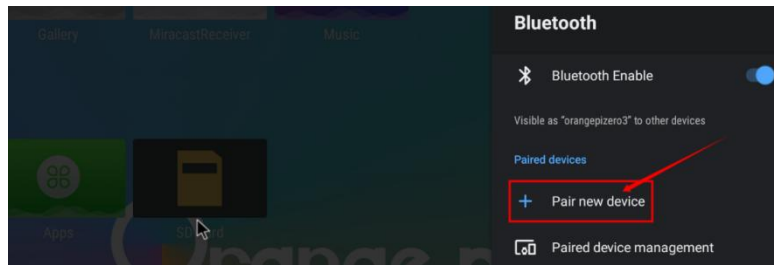 Gallery
MiracastReceiver
Music
Apps
Bluetooth
Bluetooth Enable
Visible as "orangepizero3" to other devices
Paired devices
+ Pair new device
Paired device management